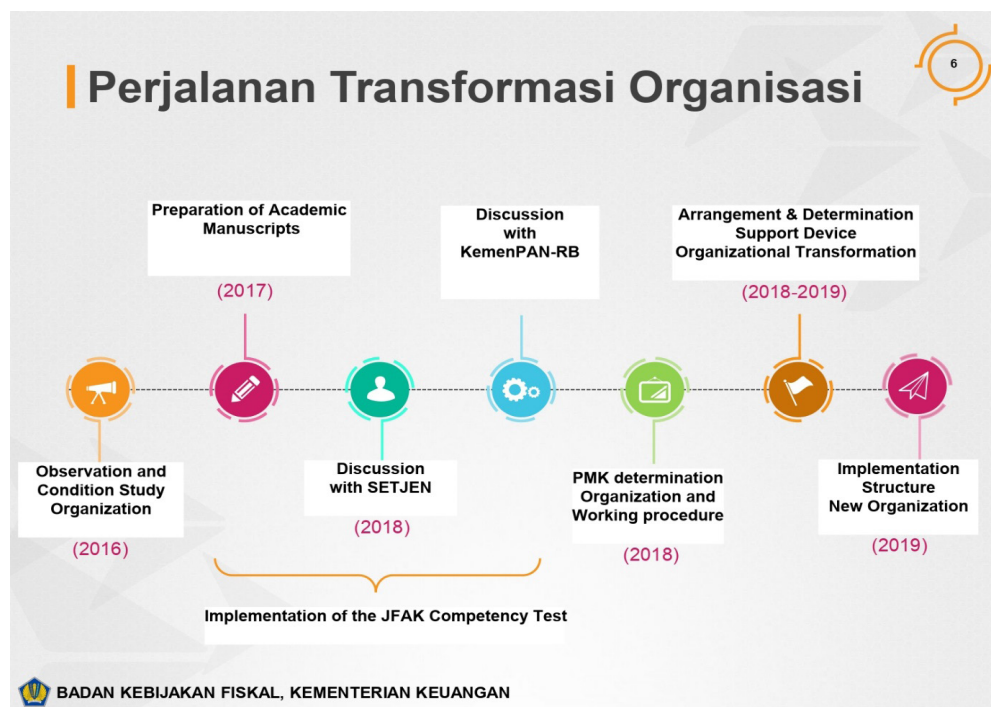 6
Perjalanan Transformasi Organisasi
Preparation of Academic
Manuscripts
(2017)
Discussion
with
KemenPAN-RB
Arrangement & Determination
Support Device
Organizational Transformation
(2018-2019)
Observation and
Condition Study
Organization
(2016)
Discussion
with SETJEN
(2018)
PMK determination
Organization and
Working procedure
(2018)
Implementation
Structure
New Organization
(2019)
Implementation of the JFAK Competency Test
BADAN KEBIJAKAN FISKAL, KEMENTERIAN KEUANGAN